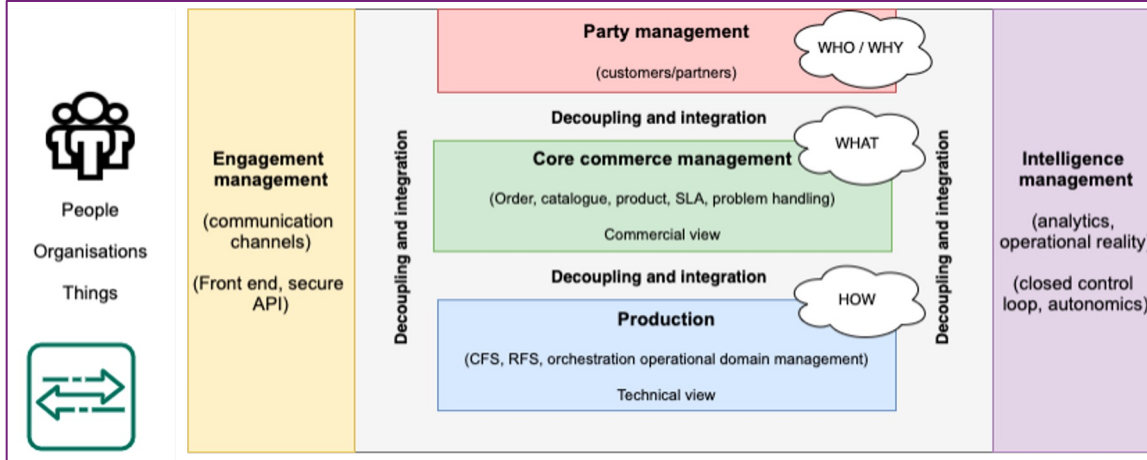 People
Organisations
Things
Engagement
management
(communication
channels)
(Front end, secure
API)
Decoupling and integration
Party management
(customers/partners)
WHO / WHY
Decoupling and integration
Core commerce management
WHAT
(Order, catalogue, product, SLA, problem handling)
Commercial view
Decoupling and integration
Production
HOW
(CFS, RFS, orchestration operational domain management)
Technical view
Decoupling and integration
Intelligence
management
(analytics,
operational reality)
(closed control
loop, autonomics)